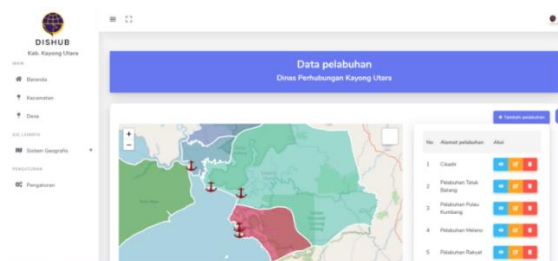 DISHUB
Kab. Kayong Utara
MAIN
Beranda
Kecamatan
Desa
Sistem Geografis
PENGATURAN
Pengaturan
Data pelabuhan
Dinas Perhubungan Kayong Utara
+ Tambah pelabuhan
+
−
No Alamat pelabuhan Aksi
1 Cikadir
2 Pelabuhan Teluk
Batang
3 Pelabuhan Pulau
Kumbang
4 Pelabuhan Melano
5 Pelabuhan Rakyat